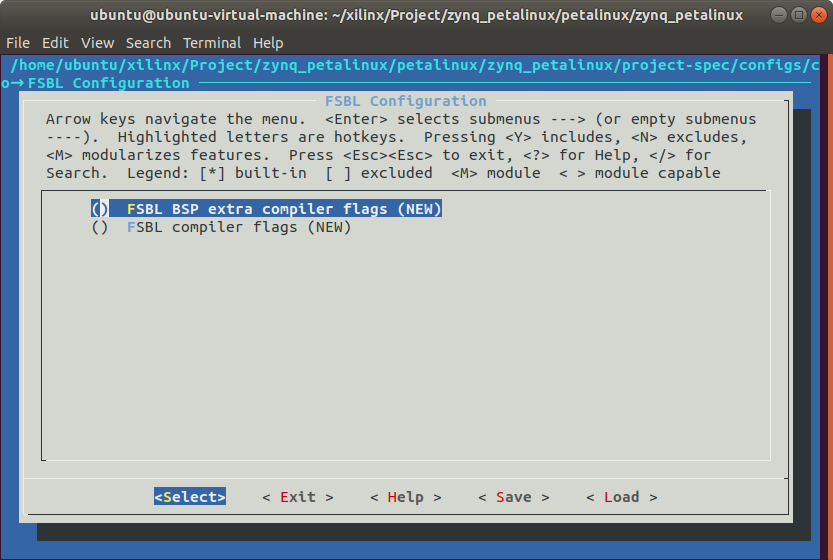 ubuntu@ubuntu-virtual-machine: ~/xilinx/Project/zynq_petalinux/petalinux/zynq_petalinux
File Edit View Search Terminal Help
/home/ubuntu/xilinx/Project/zynq_petalinux/petalinux/zynq_petalinux/project-spec/configs/c
o→FSBL Configuration
FSBL Configuration
Arrow keys navigate the menu. <Enter> selects submenus ---> (or empty submenus
----). Highlighted letters are hotkeys. Pressing <Y> includes, <N> excludes,
<M> modularizes features. Press <Esc><Esc> to exit, <?> for Help, </> for
Search. Legend: [*] built-in [ ] excluded <M> module < > module capable
() FSBL BSP extra compiler flags (NEW)
() FSBL compiler flags (NEW)
<Select> < Exit > < Help > < Save > < Load >